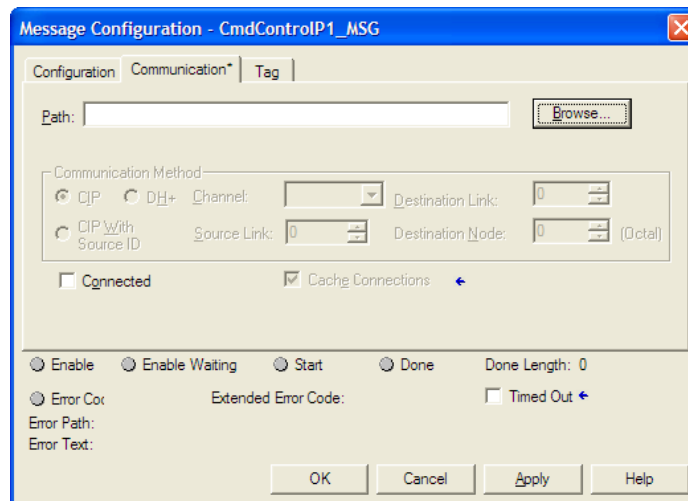 Message Configuration - CmdControlP1_MSG
Configuration Communication* Tag
Path: Browse...
Communication Method
CIP DH+ Channel: Destination Link: 0
CIP With
Source ID Source Link: 0 Destination Node: 0 (Octal)
Connected Cache Connections
Enable Enable Waiting Start Done Done Length: 0
Error Coc Extended Error Code: Timed Out
Error Path:
Error Text:
OK Cancel Apply Help